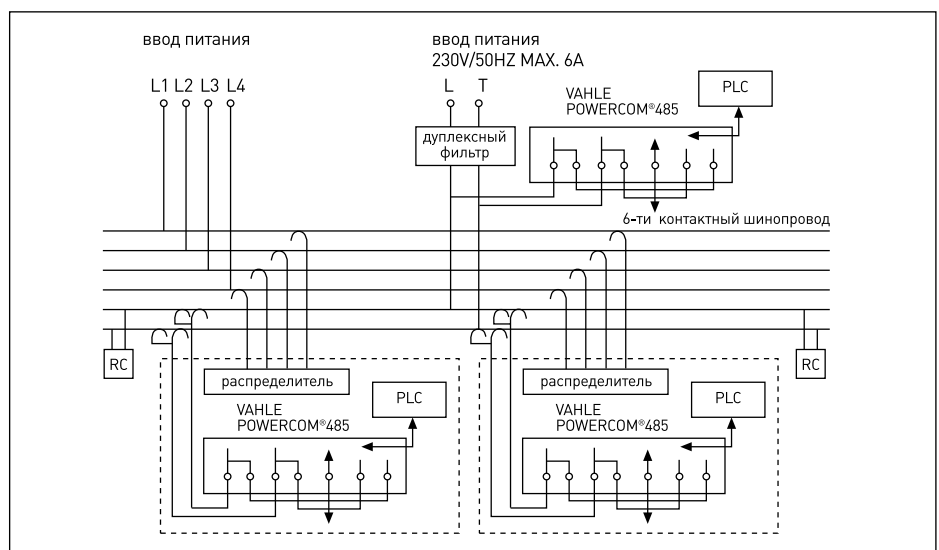 ввод питания
ввод питания
230V/50HZ MAX. 6A
L1 L2 L3 L4
L T
VAHLE
POWERCOM®485
PLC
дуплексный
фильтр
6-ти контактный шинопровод
RC
RC
распределитель
распределитель
VAHLE
POWERCOM®485
PLC
VAHLE
POWERCOM®485
PLC